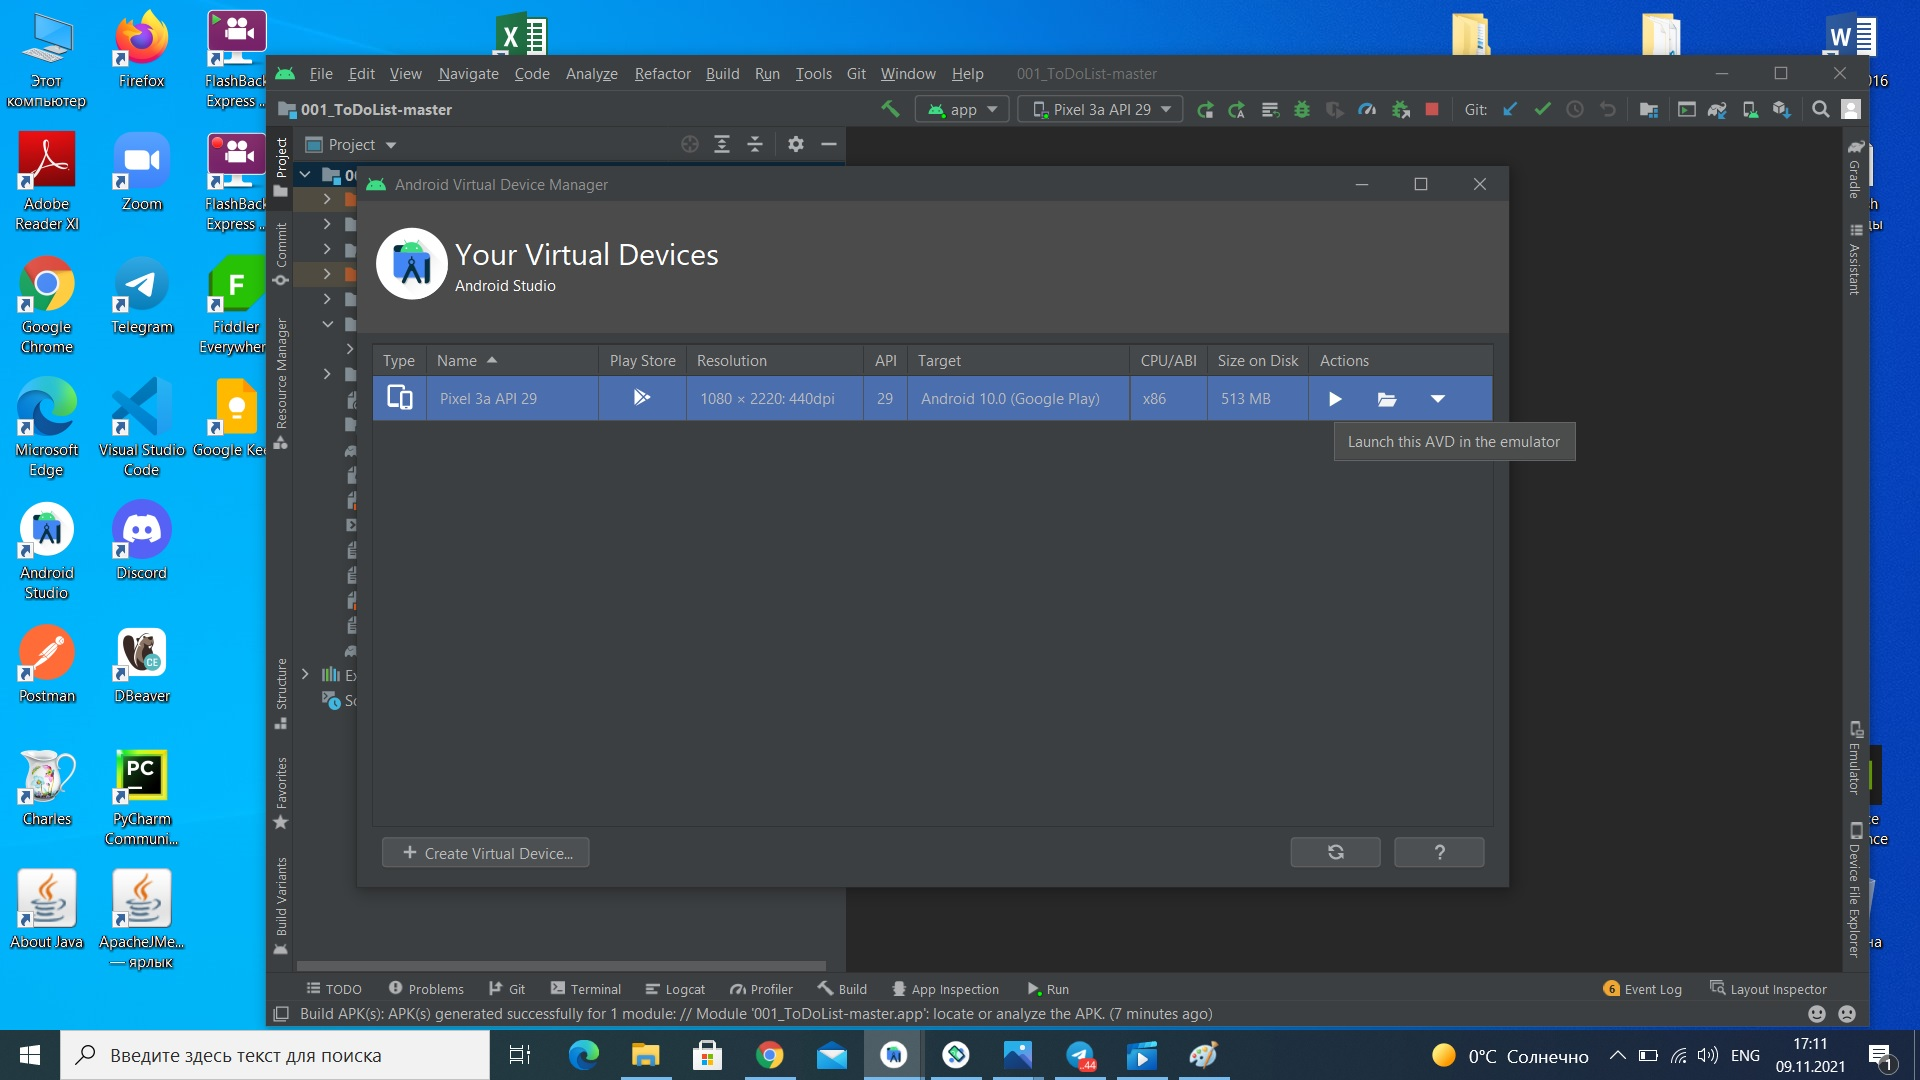 Этот компьютер
Firefox
FlashBack Express ..
016
File Edit View Navigate Code Analyze Refactor Build Run Tools Git Window Help 001_ToDoList-master
001_ToDoList-master
app
Pixel 3a API 29
Git:
Project
Project
Commit
Resource Manager
Structure
Favorites
Build Variants
Gradle
Assistant
Emulator
Device File Explorer
Adobe Reader XI
Zoom
FlashBack Express ..
Google Chrome
Telegram
Fiddler Everywher
Microsoft Edge
Visual Studio Code
Google Kee
Android Studio
Discord
Postman
DBeaver
Charles
PyCharm Communi...
About Java
ApacheJMe... — ярлык
Android Virtual Device Manager
Your Virtual Devices
Android Studio
Type Name Play Store Resolution API Target CPU/ABI Size on Disk Actions
Pixel 3a API 29 1080 × 2220: 440dpi 29 Android 10.0 (Google Play) x86 513 MB
Launch this AVD in the emulator
+ Create Virtual Device...
?
TODO Problems Git Terminal Logcat Profiler Build App Inspection Run
6 Event Log Layout Inspector
Build APK(s): APK(s) generated successfully for 1 module: // Module '001_ToDoList-master.app': locate or analyze the APK. (7 minutes ago)
Введите здесь текст для поиска
..44
0°C Солнечно
ENG
17:11
09.11.2021
1